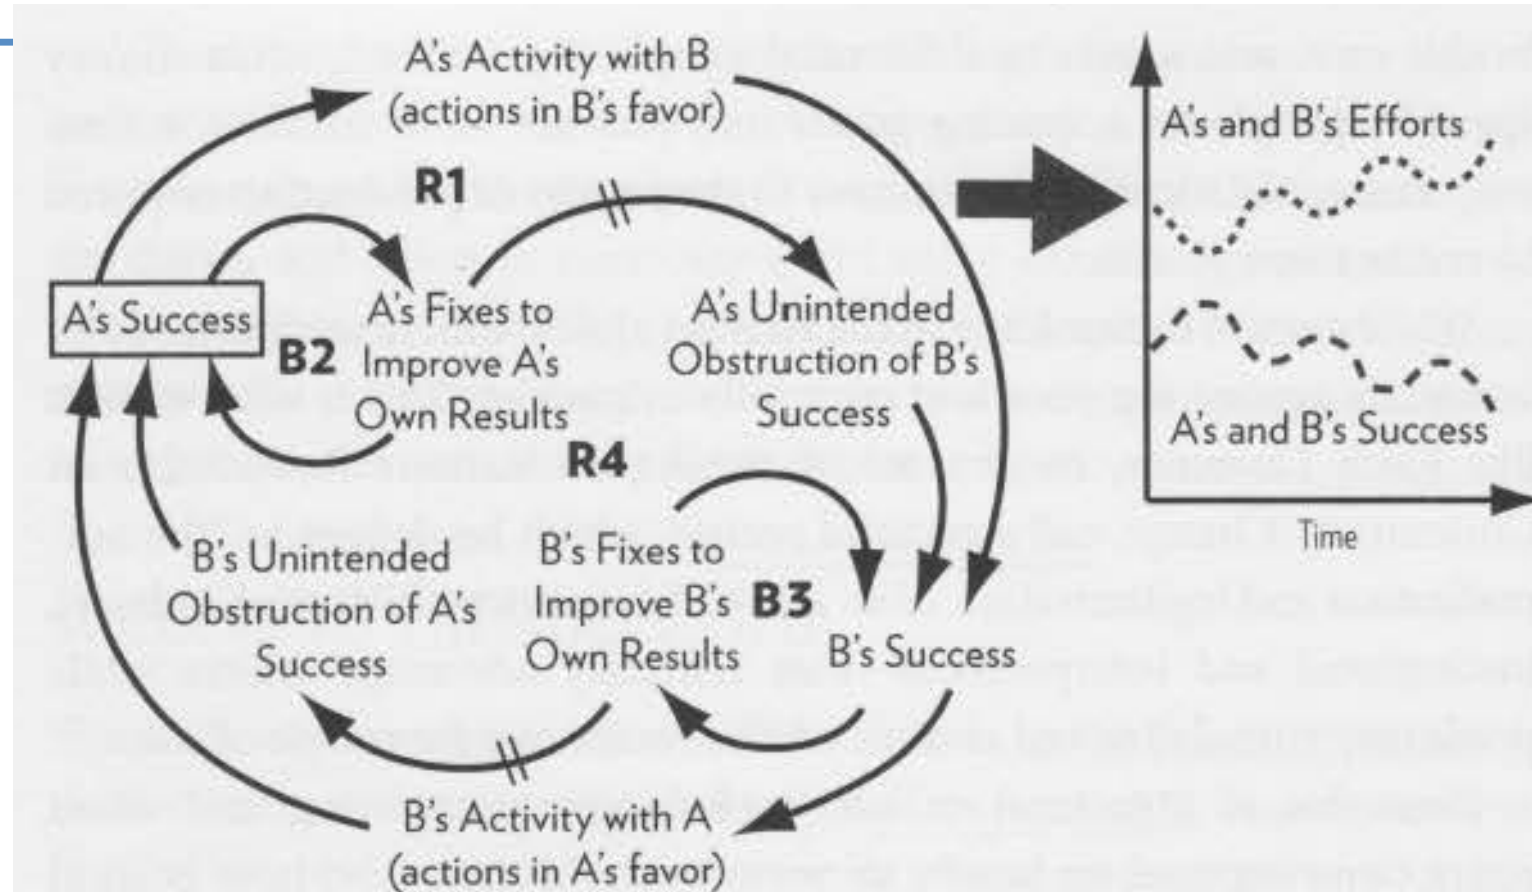 A's Activity with B
(actions in B's favor)
R1
A's Success
B2
A's Fixes to
Improve A's
Own Results
A's Unintended
Obstruction of B's
Success
R4
B's Unintended
Obstruction of A's
Success
B's Fixes to
Improve B's
Own Results
B3
B's Success
B's Activity with A
(actions in A's favor)
A's and B's Efforts
A's and B's Success
Time